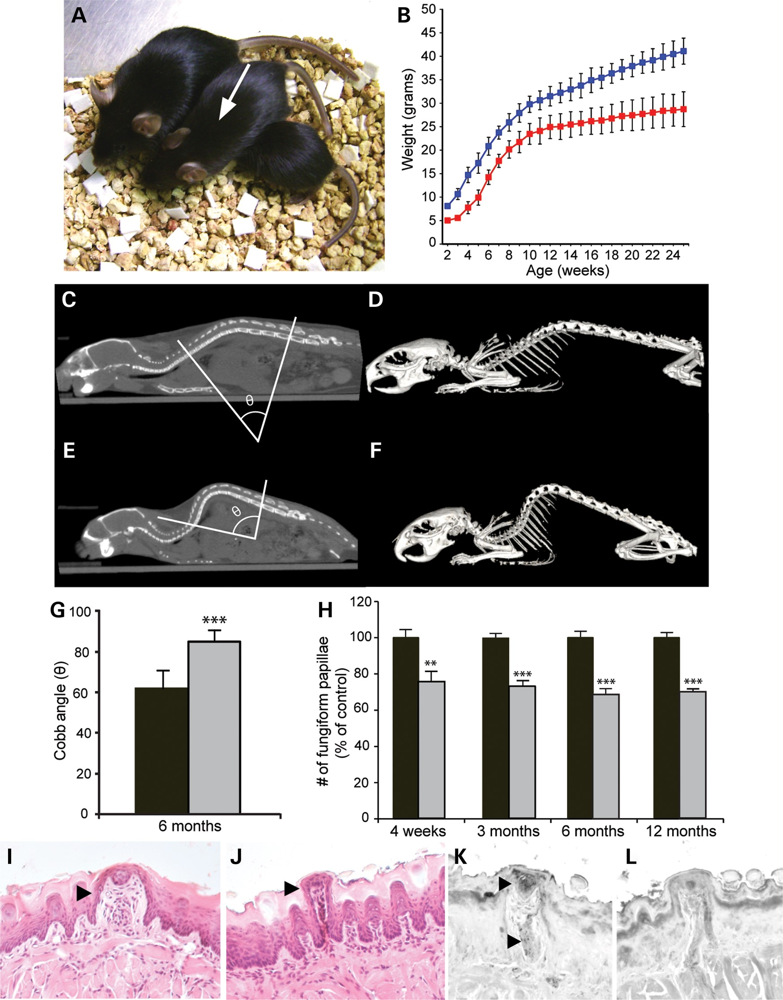 A
B
50
45
40
35
30
25
20
15
10
5
0
Weight (grams)
2 4 6 8 10 12 14 16 18 20 22 24
Age (weeks)
C
D
θ
E
F
θ
G
100
80
60
40
20
0
Cobb angle (θ)
***
6 months
H
120
100
80
60
40
20
0
# of fungiform papillae
(% of control)
**
***
***
***
4 weeks 3 months 6 months 12 months
I
J
K
L